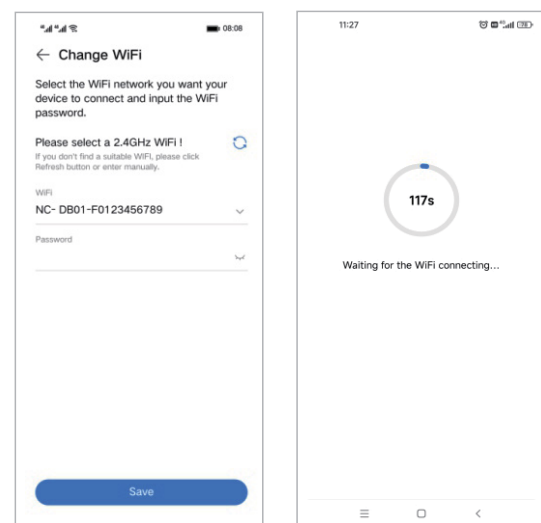 08:08
Change WiFi
Select the WiFi network you want your
device to connect and input the WiFi
password.
Please select a 2.4GHz WiFi !
If you don't find a suitable WiFi, please click
Refresh button or enter manually.
WiFi
NC- DB01-F0123456789
Password
Save
11:27
117s
Waiting for the WiFi connecting...